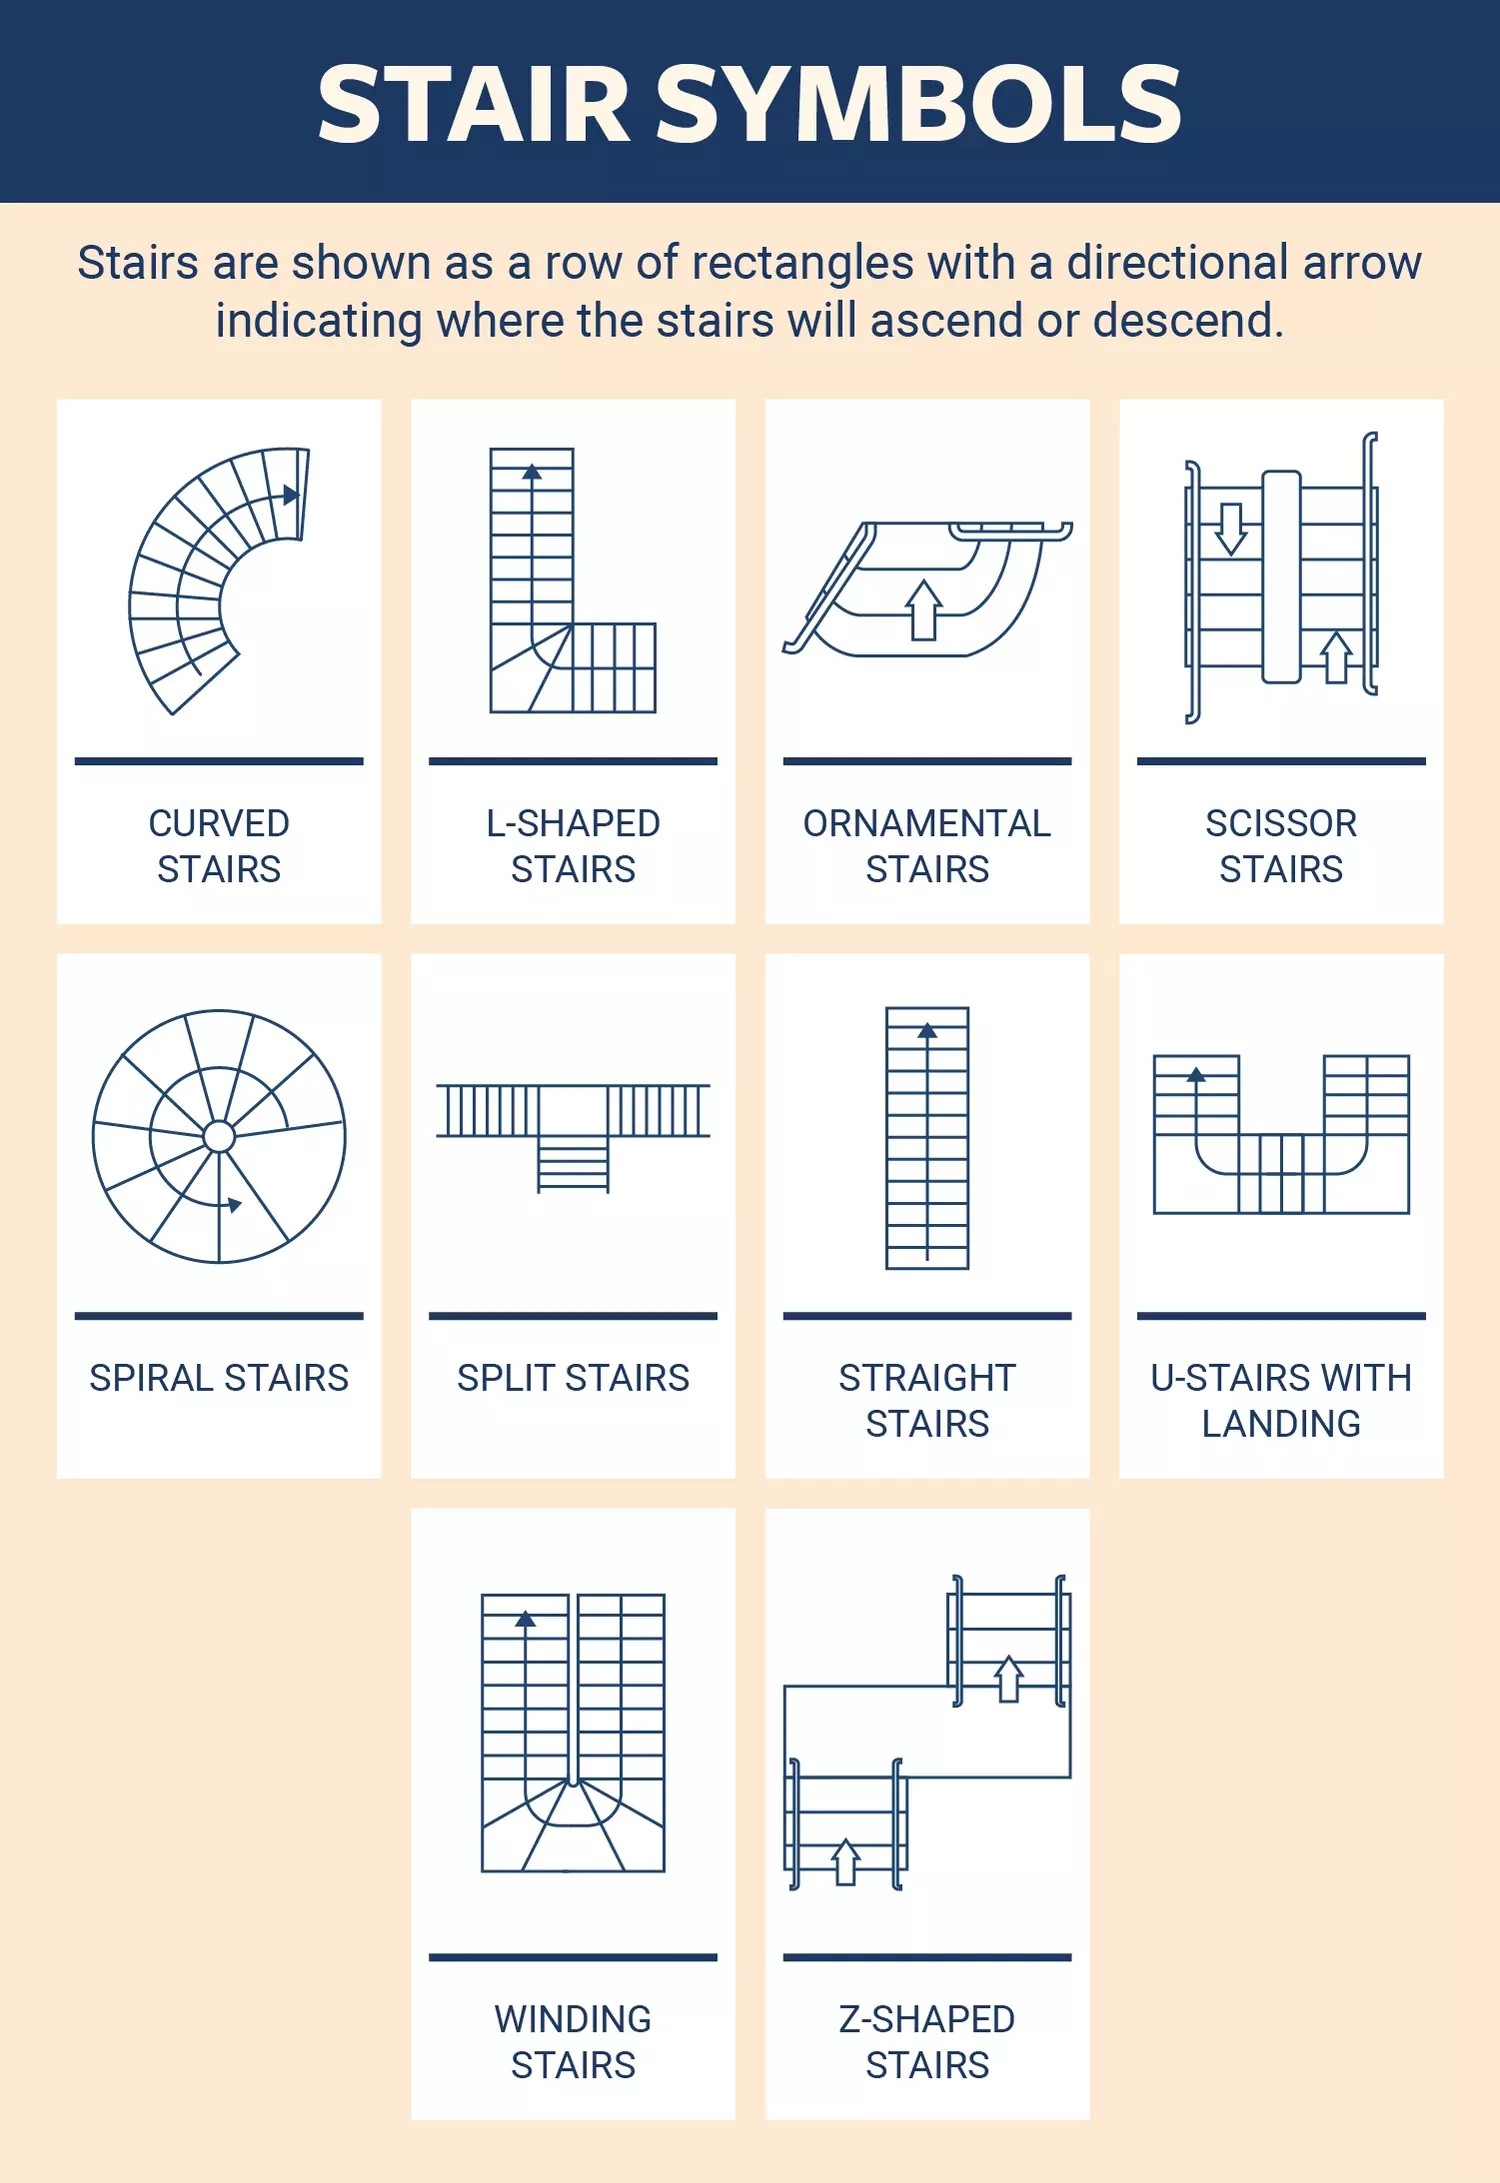 STAIR SYMBOLS
Stairs are shown as a row of rectangles with a directional arrow
indicating where the stairs will ascend or descend.
CURVED
STAIRS
L-SHAPED
STAIRS
ORNAMENTAL
STAIRS
SCISSOR
STAIRS
SPIRAL STAIRS
SPLIT STAIRS
STRAIGHT
STAIRS
U-STAIRS WITH
LANDING
WINDING
STAIRS
Z-SHAPED
STAIRS